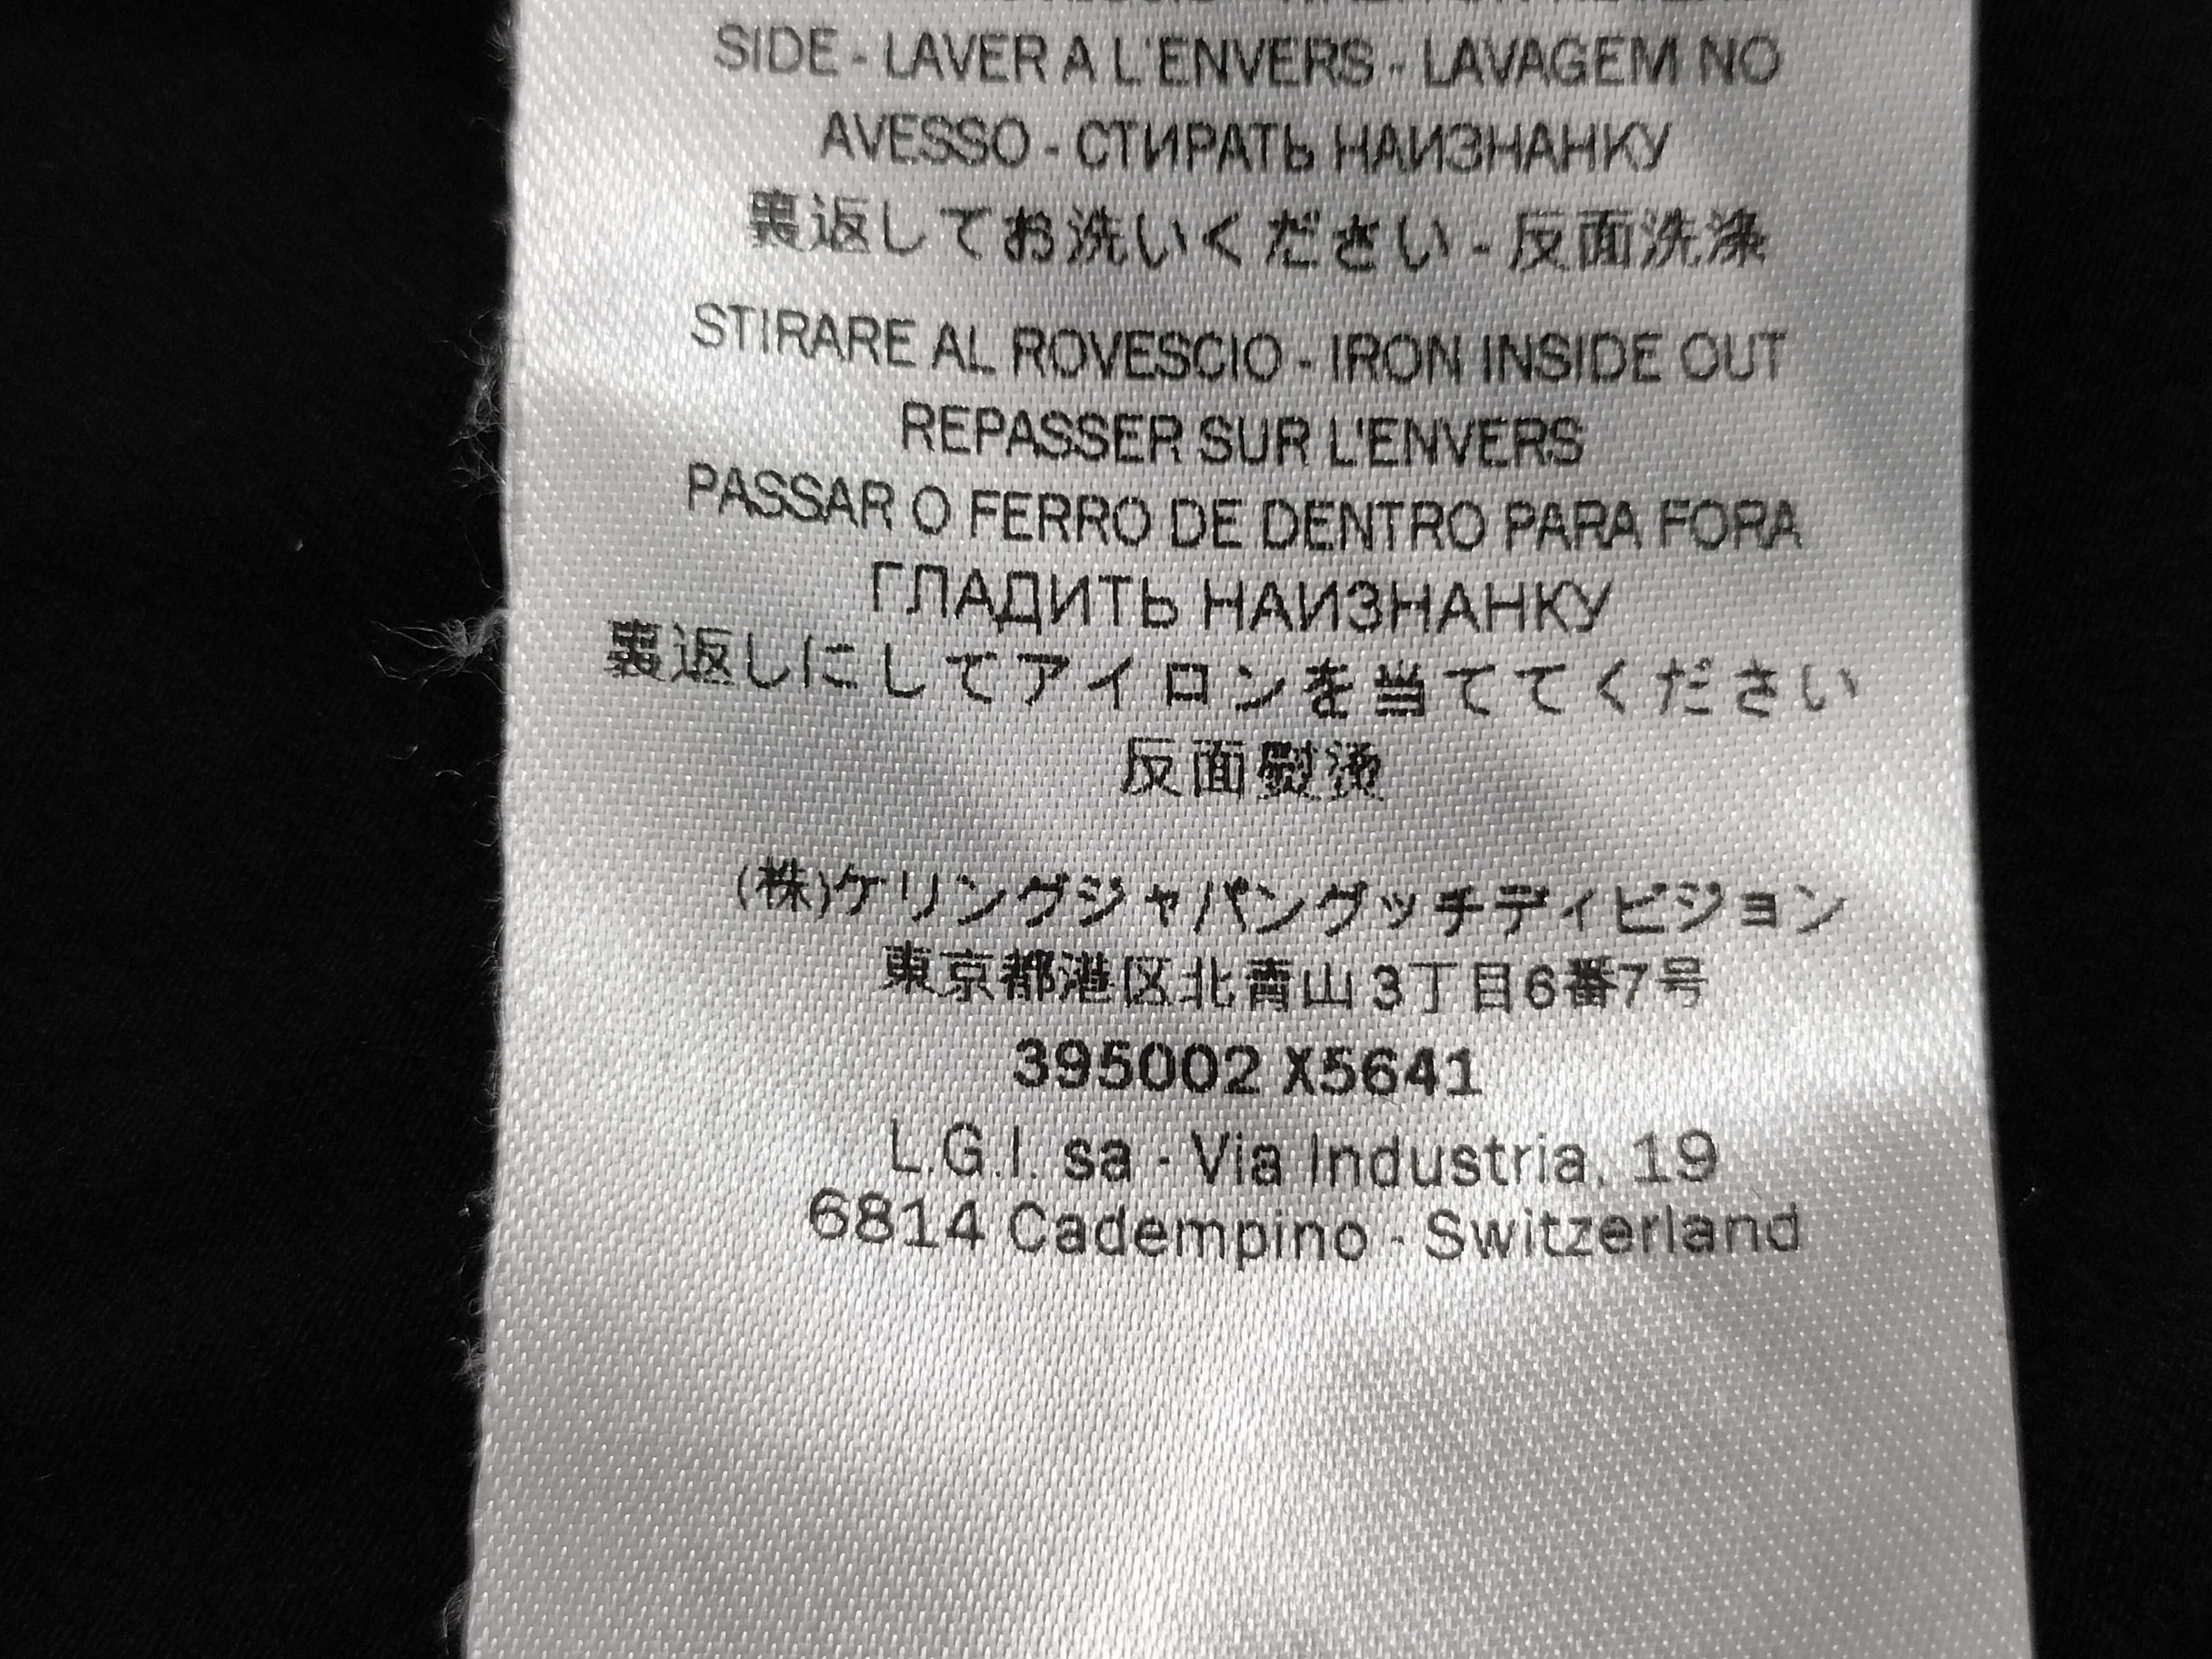 SIDE - LAVER A L'ENVERS - LAVAGEM NO
AVESSO - СТИРАТЬ НАИЗНАНКУ
裏返してお洗いください - 反面洗涤
STIRARE AL ROVESCIO - IRON INSIDE OUT
REPASSER SUR L'ENVERS
PASSAR O FERRO DE DENTRO PARA FORA
ГЛАДИТЬ НАИЗНАНКУ
裏返しにしてアイロンを当ててください
反面熨烫
(株)ケリングジャパングッチディビジョン
東京都港区北青山3丁目6番7号
395002 X5641
L.G.I. sa - Via Industria, 19
6814 Cadempino - Switzerland